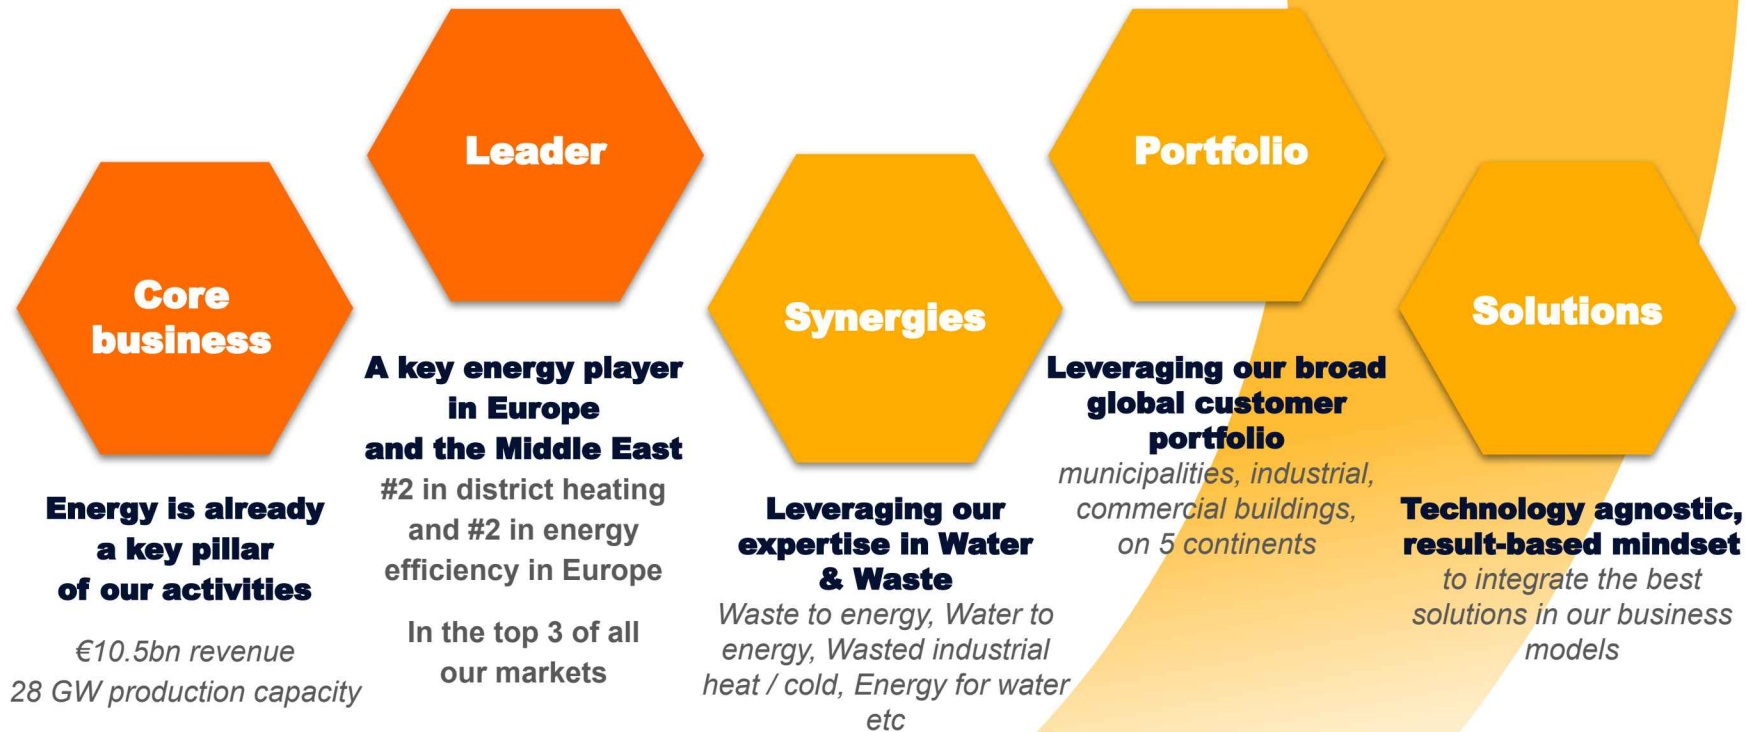 Core
business
Energy is already
a key pillar
of our activities
€10.5bn revenue
28 GW production capacity
Leader
A key energy player
in Europe
and the Middle East
#2 in district heating
and #2 in energy
efficiency in Europe
In the top 3 of all
our markets
Synergies
Leveraging our
expertise in Water
& Waste
Waste to energy, Water to
energy, Wasted industrial
heat / cold, Energy for water
etc
Portfolio
Leveraging our broad
global customer
portfolio
municipalities, industrial,
commercial buildings,
on 5 continents
Solutions
Technology agnostic,
result-based mindset
to integrate the best
solutions in our business
models